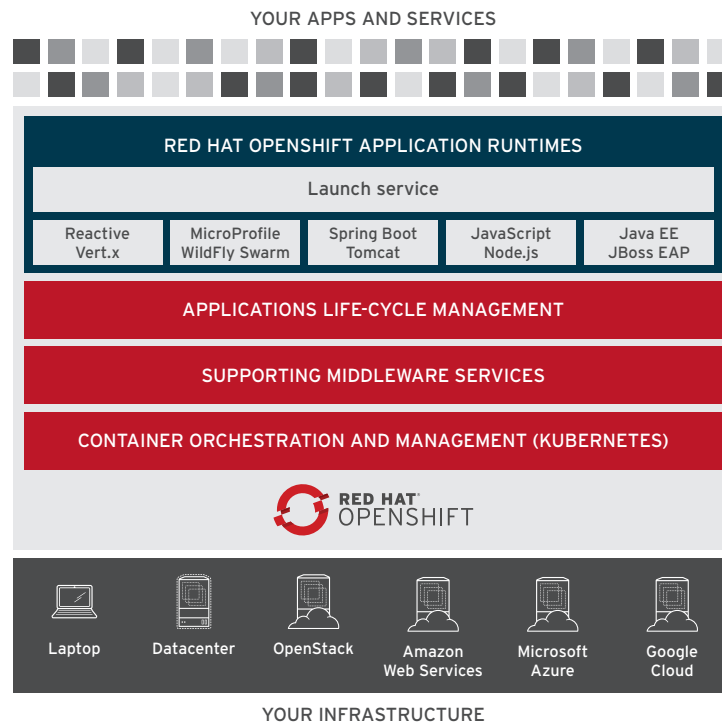 YOUR APPS AND SERVICES
RED HAT OPENSHIFT APPLICATION RUNTIMES
Launch service
Reactive
Vert.x
MicroProfile
WildFly Swarm
Spring Boot
Tomcat
JavaScript
Node.js
Java EE
JBoss EAP
APPLICATIONS LIFE-CYCLE MANAGEMENT
SUPPORTING MIDDLEWARE SERVICES
CONTAINER ORCHESTRATION AND MANAGEMENT (KUBERNETES)
RED HAT
OPENSHIFT
Laptop
Datacenter
OpenStack
Amazon
Web Services
Microsoft
Azure
Google
Cloud
YOUR INFRASTRUCTURE